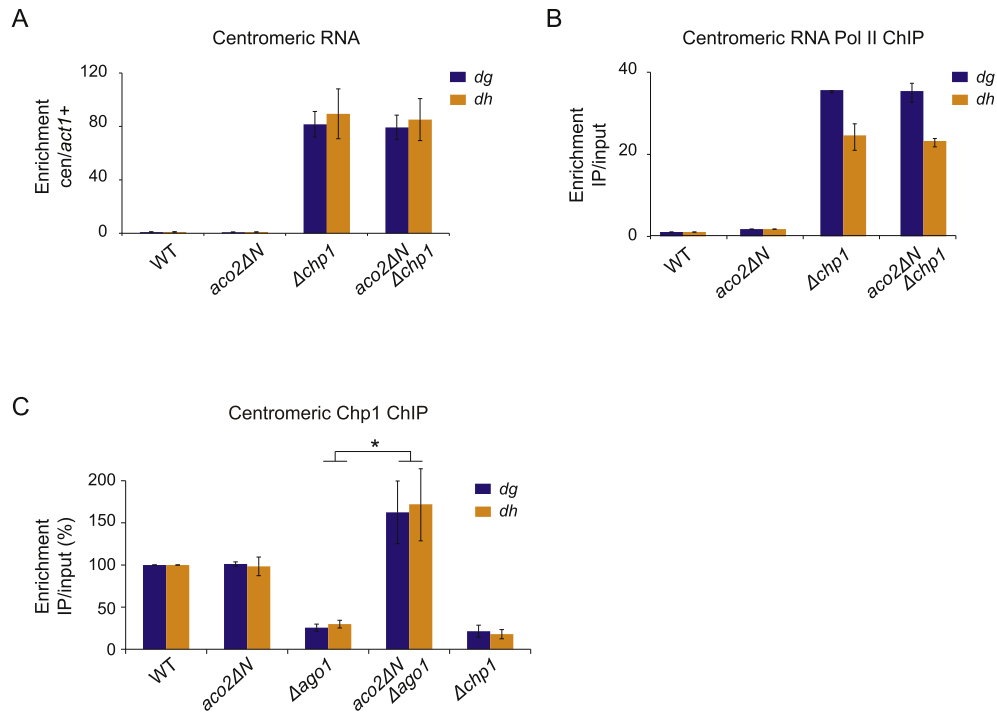 A
Centromeric RNA
Enrichment
cen/act1+
120
80
40
0
dg
dh
WT
aco2ΔN
Δchp1
aco2ΔN
Δchp1
B
Centromeric RNA Pol II ChIP
Enrichment
IP/input
40
20
0
dg
dh
WT
aco2ΔN
Δchp1
aco2ΔN
Δchp1
C
Centromeric Chp1 ChIP
*
Enrichment
IP/input (%)
200
150
100
50
0
dg
dh
WT
aco2ΔN
Δago1
aco2ΔN
Δago1
Δchp1